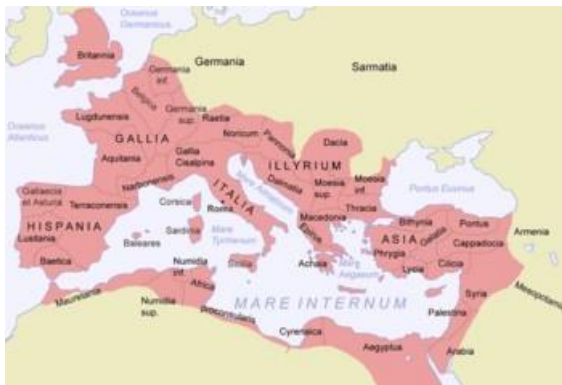 Oceanus
Germanicus
Britannia
Germania
inf.
Germania
Sarmatia
Belgica
Lugdunensis
Germania
sup.
Raetia
Oceanus
Atlanticus
GALLIA
Noricum
Pannonia
Dacia
Aquitania
Gallia
Cisalpina
ILLYRIUM
Dalmatia
Moesia
sup.
Moesia
inf.
Pontus Euxinus
Gallaecia
et Asturia
Narbonensis
ITALIA
Tarraconensis
Corsica
Roma
Macedonia
Thracia
Bithynia
Pontus
Armenia
HISPANIA
Lusitania
Baleares
Sardinia
Mare
Tyrrhenum
Epirus
ASIA
Galatia
Cappadocia
Phrygia
Baetica
Numidia
inf.
Sicilia
Achaia
Mare
Aegaeum
Lycia
Cilicia
Mesopotamia
Mauretania
Numidia
sup.
Africa
Proconsularis
MARE INTERNUM
Syria
Palestina
Cyrenaica
Aegyptus
Arabia